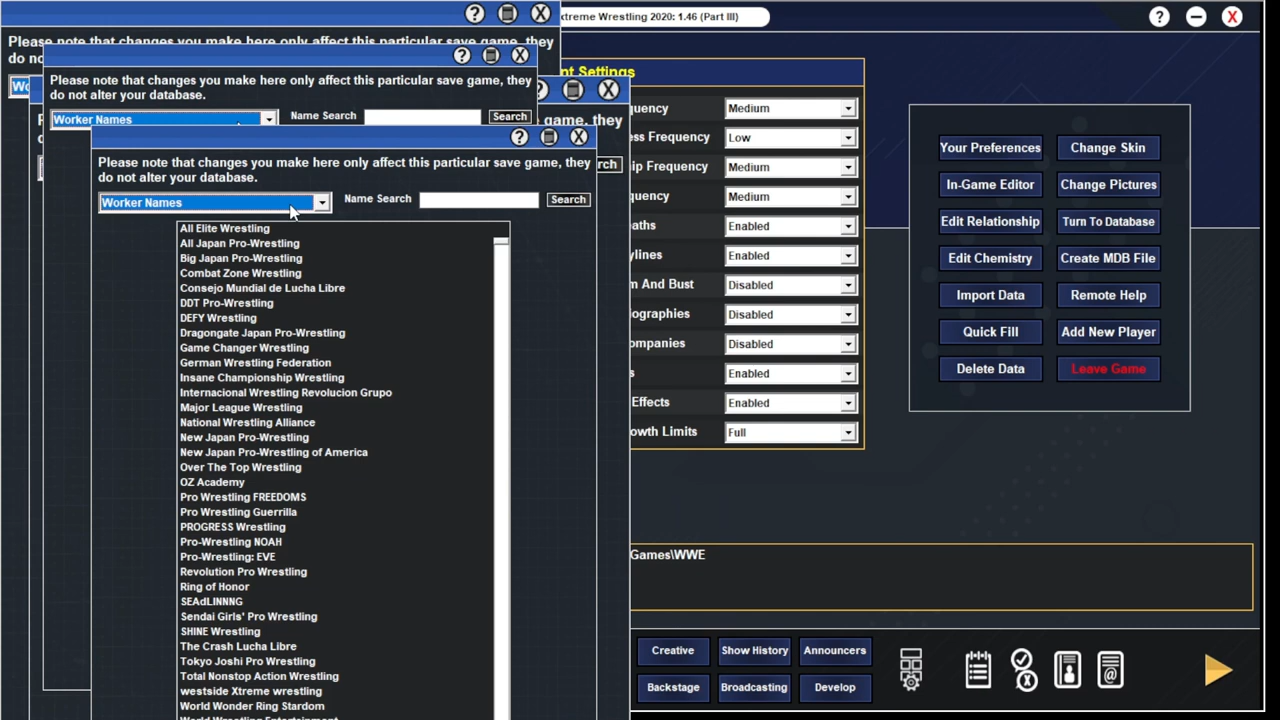 ?
xtreme Wrestling 2020: 1.46 (Part III)
? X
Please note that changes you make here only affect this particular save game, they
do no
Wo
?
Please note that changes you make here only affect this particular save game, they
do not alter your database.
Worker Names
Name Search
Search
game, they
rch
?
Please note that changes you make here only affect this particular save game, they
do not alter your database.
Worker Names
Name Search
Search
All Elite Wrestling
All Japan Pro-Wrestling
Big Japan Pro-Wrestling
Combat Zone Wrestling
Consejo Mundial de Lucha Libre
DDT Pro-Wrestling
DEFY Wrestling
Dragongate Japan Pro-Wrestling
Game Changer Wrestling
German Wrestling Federation
Insane Championship Wrestling
Internacional Wrestling Revolucion Grupo
Major League Wrestling
National Wrestling Alliance
New Japan Pro-Wrestling
New Japan Pro-Wrestling of America
Over The Top Wrestling
OZ Academy
Pro Wrestling FREEDOMS
Pro Wrestling Guerrilla
PROGRESS Wrestling
Pro-Wrestling NOAH
Pro-Wrestling: EVE
Revolution Pro Wrestling
Ring of Honor
SEAdLINNNG
Sendai Girls' Pro Wrestling
SHINE Wrestling
The Crash Lucha Libre
Tokyo Joshi Pro Wrestling
Total Nonstop Action Wrestling
westside Xtreme wrestling
World Wonder Ring Stardom
World Wrestling Entertainment
nt Settings
quency Medium
ss Frequency Low
ip Frequency Medium
quency Medium
aths Enabled
ylines Enabled
m And Bust Disabled
ographies Disabled
ompanies Disabled
s Enabled
Effects Enabled
owth Limits Full
Your Preferences
Change Skin
In-Game Editor
Change Pictures
Edit Relationship
Turn To Database
Edit Chemistry
Create MDB File
Import Data
Remote Help
Quick Fill
Add New Player
Delete Data
Leave Game
Games\WWE
Creative
Show History
Announcers
Backstage
Broadcasting
Develop